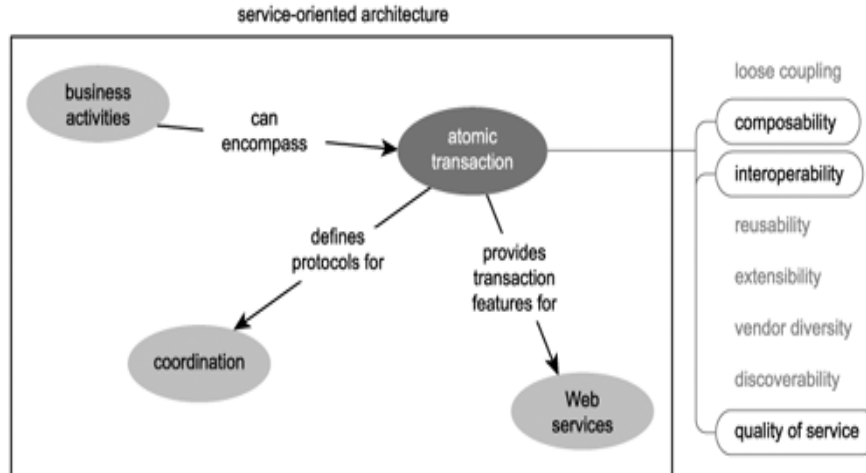 service-oriented architecture
business
activities
can
encompass
atomic
transaction
defines
protocols for
provides
transaction
features for
coordination
Web
services
loose coupling
composability
interoperability
reusability
extensibility
vendor diversity
discoverability
quality of service